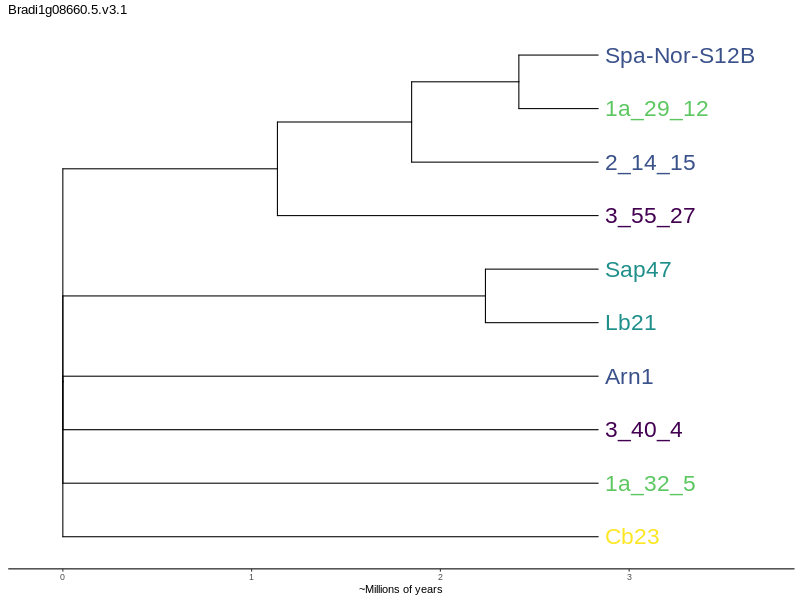 Bradi1g08660.5.v3.1
Spa-Nor-S12B
1a_29_12
2_14_15
3_55_27
Sap47
Lb21
Arn1
3_40_4
1a_32_5
Cb23
0 1 2 3
~Millions of years